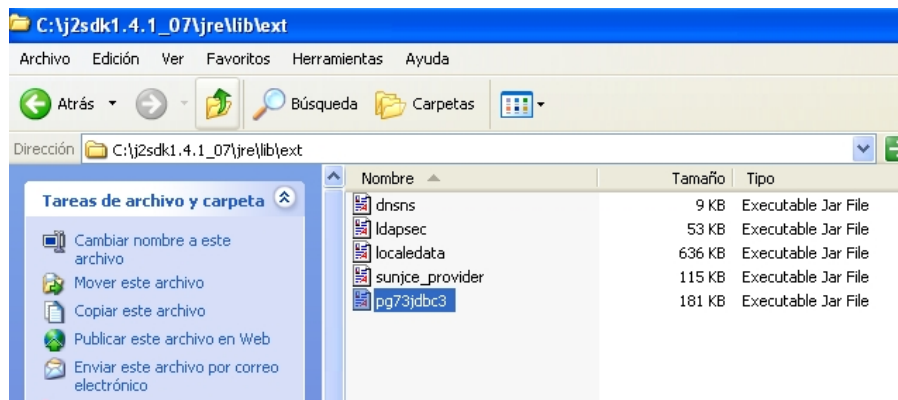 C:\j2sdk1.4.1_07\jre\lib\ext
Archivo Edición Ver Favoritos Herramientas Ayuda
Atrás Búsqueda Carpetas
Dirección C:\j2sdk1.4.1_07\jre\lib\ext
Nombre Tamaño Tipo
Tareas de archivo y carpeta
Cambiar nombre a este
archivo
Mover este archivo
Copiar este archivo
Publicar este archivo en Web
Enviar este archivo por correo
electrónico
dnsns 9 KB Executable Jar File
ldapsec 53 KB Executable Jar File
localedata 636 KB Executable Jar File
sunjce_provider 115 KB Executable Jar File
pg73jdbc3 181 KB Executable Jar File